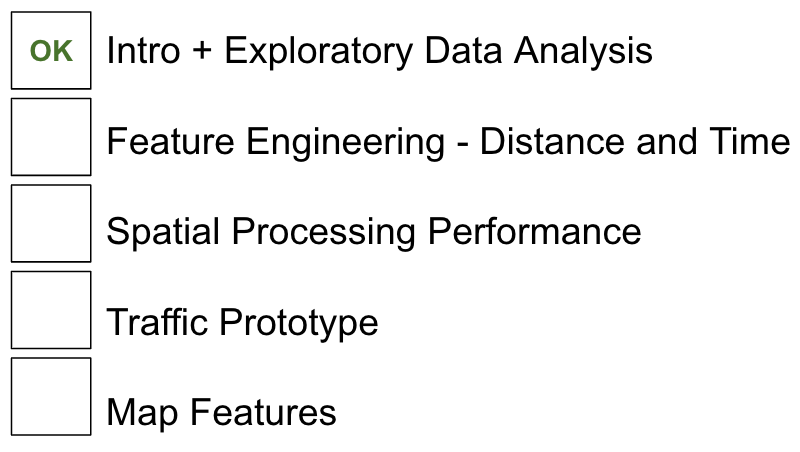 OK Intro + Exploratory Data Analysis
Feature Engineering - Distance and Time
Spatial Processing Performance
Traffic Prototype
Map Features